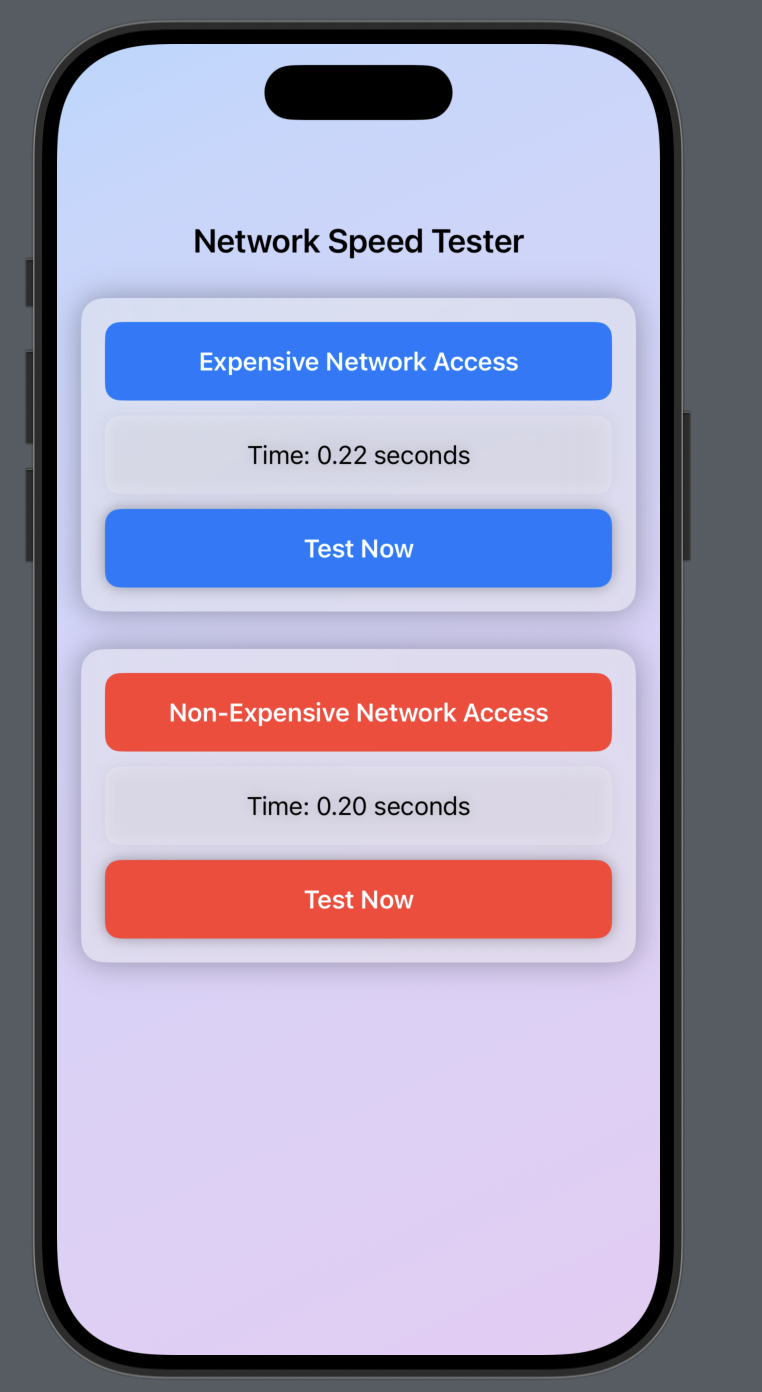 Network Speed Tester
Expensive Network Access
Time: 0.22 seconds
Test Now
Non-Expensive Network Access
Time: 0.20 seconds
Test Now